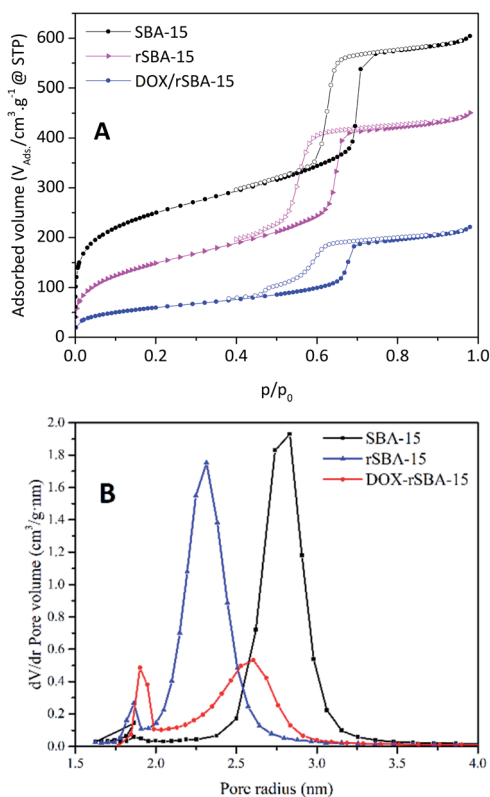 600
500
400
300
200
100
0
Adsorbed volume (V_Ads./cm³.g⁻¹ @ STP)
SBA-15
rSBA-15
DOX/rSBA-15
A
0.0 0.2 0.4 0.6 0.8 1.0
p/p₀
2.0
1.8
1.6
1.4
1.2
1.0
0.8
0.6
0.4
0.2
0.0
dV/dr Pore volume (cm³/g·nm)
SBA-15
rSBA-15
DOX-rSBA-15
B
1.5 2.0 2.5 3.0 3.5 4.0
Pore radius (nm)